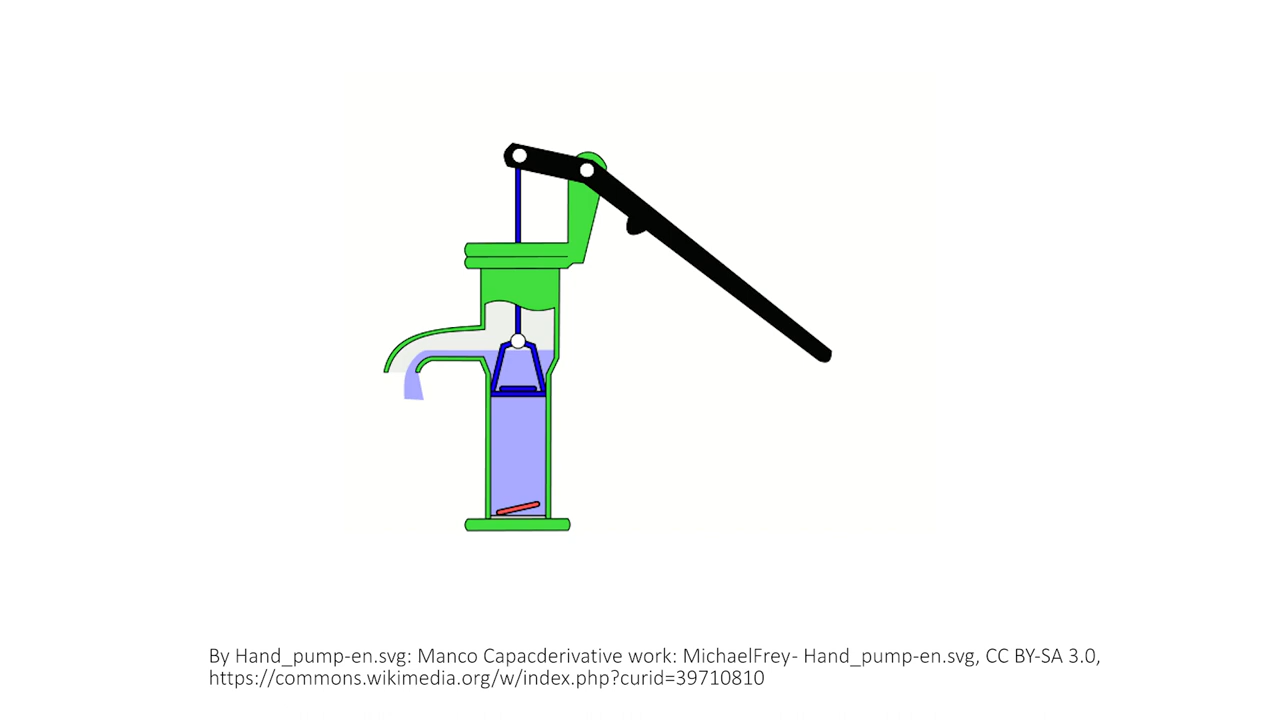 By Hand_pump-en.svg: Manco Capacderivative work: MichaelFrey- Hand_pump-en.svg, CC BY-SA 3.0,
https://commons.wikimedia.org/w/index.php?curid=39710810